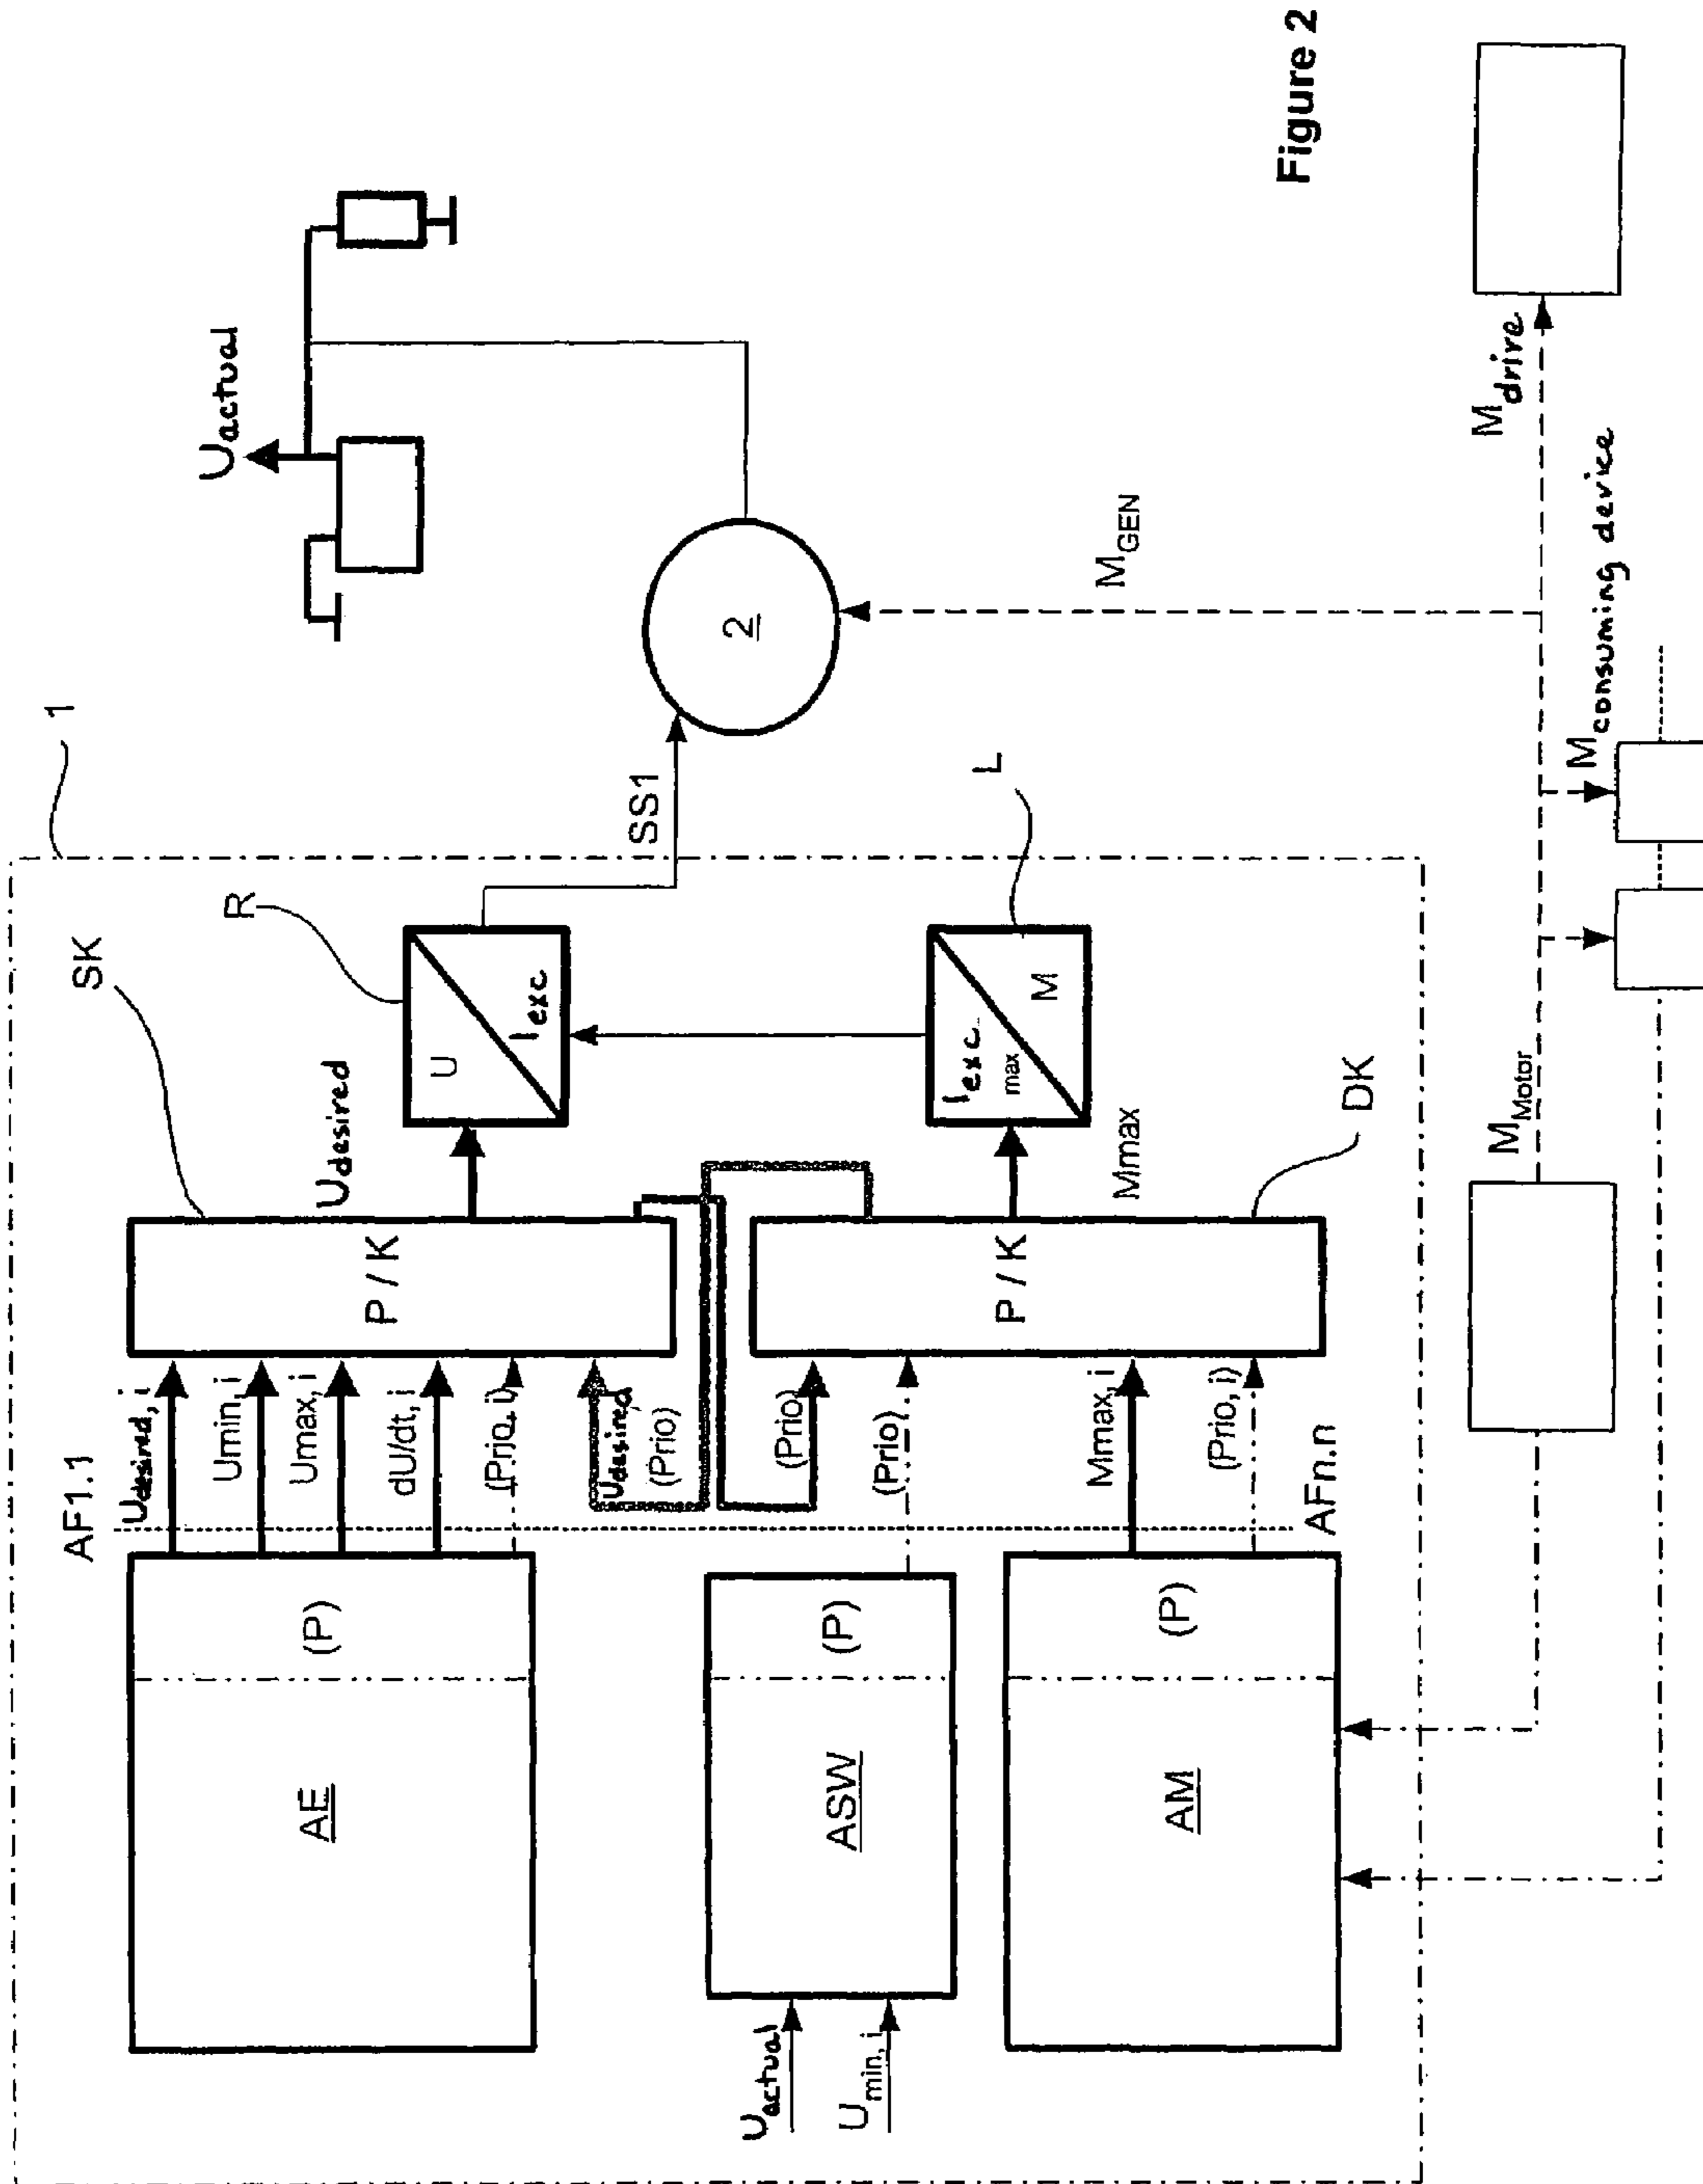 1
SK
R
AF1.1
Udesired, i
Umin, i
Umax, i
dU/dt, i
(Prio, i)
Udesired
(Prio)
AE
(P)
P / K
Udesired
U
Iexc
SS1
2
Uactual
Uactual
Umin, i
ASW
(P)
(Prio)
(Prio)
Mmax, i
(Prio, i)
AFn.n
AM
(P)
P / K
Mmax
DK
Iexc
max
M
L
MGEN
MMotor
Mconsuming device
Mdrive
Figure 2